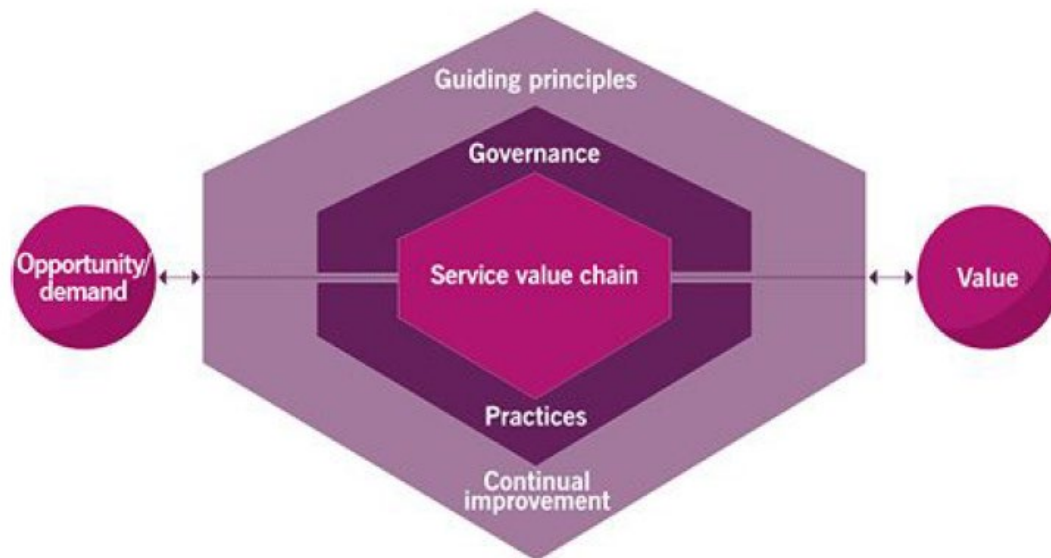 Guiding principles
Governance
Opportunity/
demand
Service value chain
Value
Practices
Continual
improvement